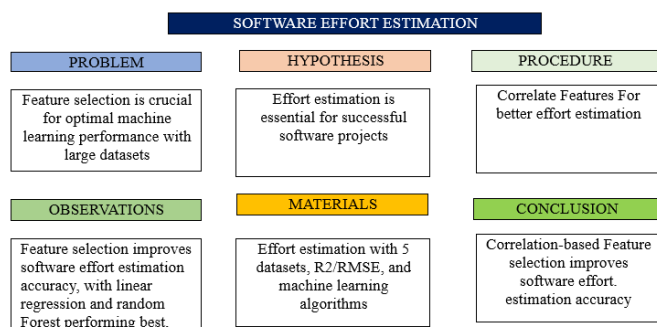 SOFTWARE EFFORT ESTIMATION
PROBLEM
Feature selection is crucial
for optimal machine
learning performance with
large datasets
HYPOTHESIS
Effort estimation is
essential for successful
software projects
PROCEDURE
Correlate Features For
better effort estimation
OBSERVATIONS
Feature selection improves
software effort estimation
accuracy, with linear
regression and random
Forest performing best.
MATERIALS
Effort estimation with 5
datasets, R2/RMSE, and
machine learning
algorithms
CONCLUSION
Correlation-based Feature
selection improves
software effort.
estimation accuracy